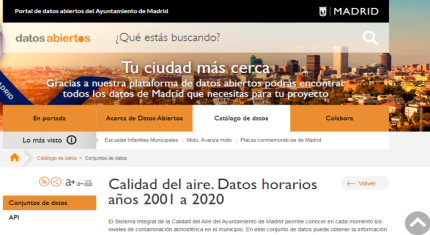 Portal de datos abiertos del Ayuntamiento de Madrid
MADRID
datos abiertos
¿Qué estás buscando?
Tu ciudad más cerca
Gracias a nuestra plataforma de datos abiertos podrás encontrar
todos los datos de Madrid que necesitas para tu proyecto
En portada
Acerca de Datos Abiertos
Catálogo de datos
Colabora
Lo más visto
Escuelas Infantiles Municipales / Moto. Avanza moto / Placas conmemorativas de Madrid
Catálogo de datos > Conjuntos de datos
a+ a-
Calidad del aire. Datos horarios
años 2001 a 2020
Volver
Conjuntos de datos
API
El Sistema Integral de la Calidad del Aire del Ayuntamiento de Madrid permite conocer en cada momento los
niveles de contaminación atmosférica en el municipio. En este conjunto de datos puede obtener la información